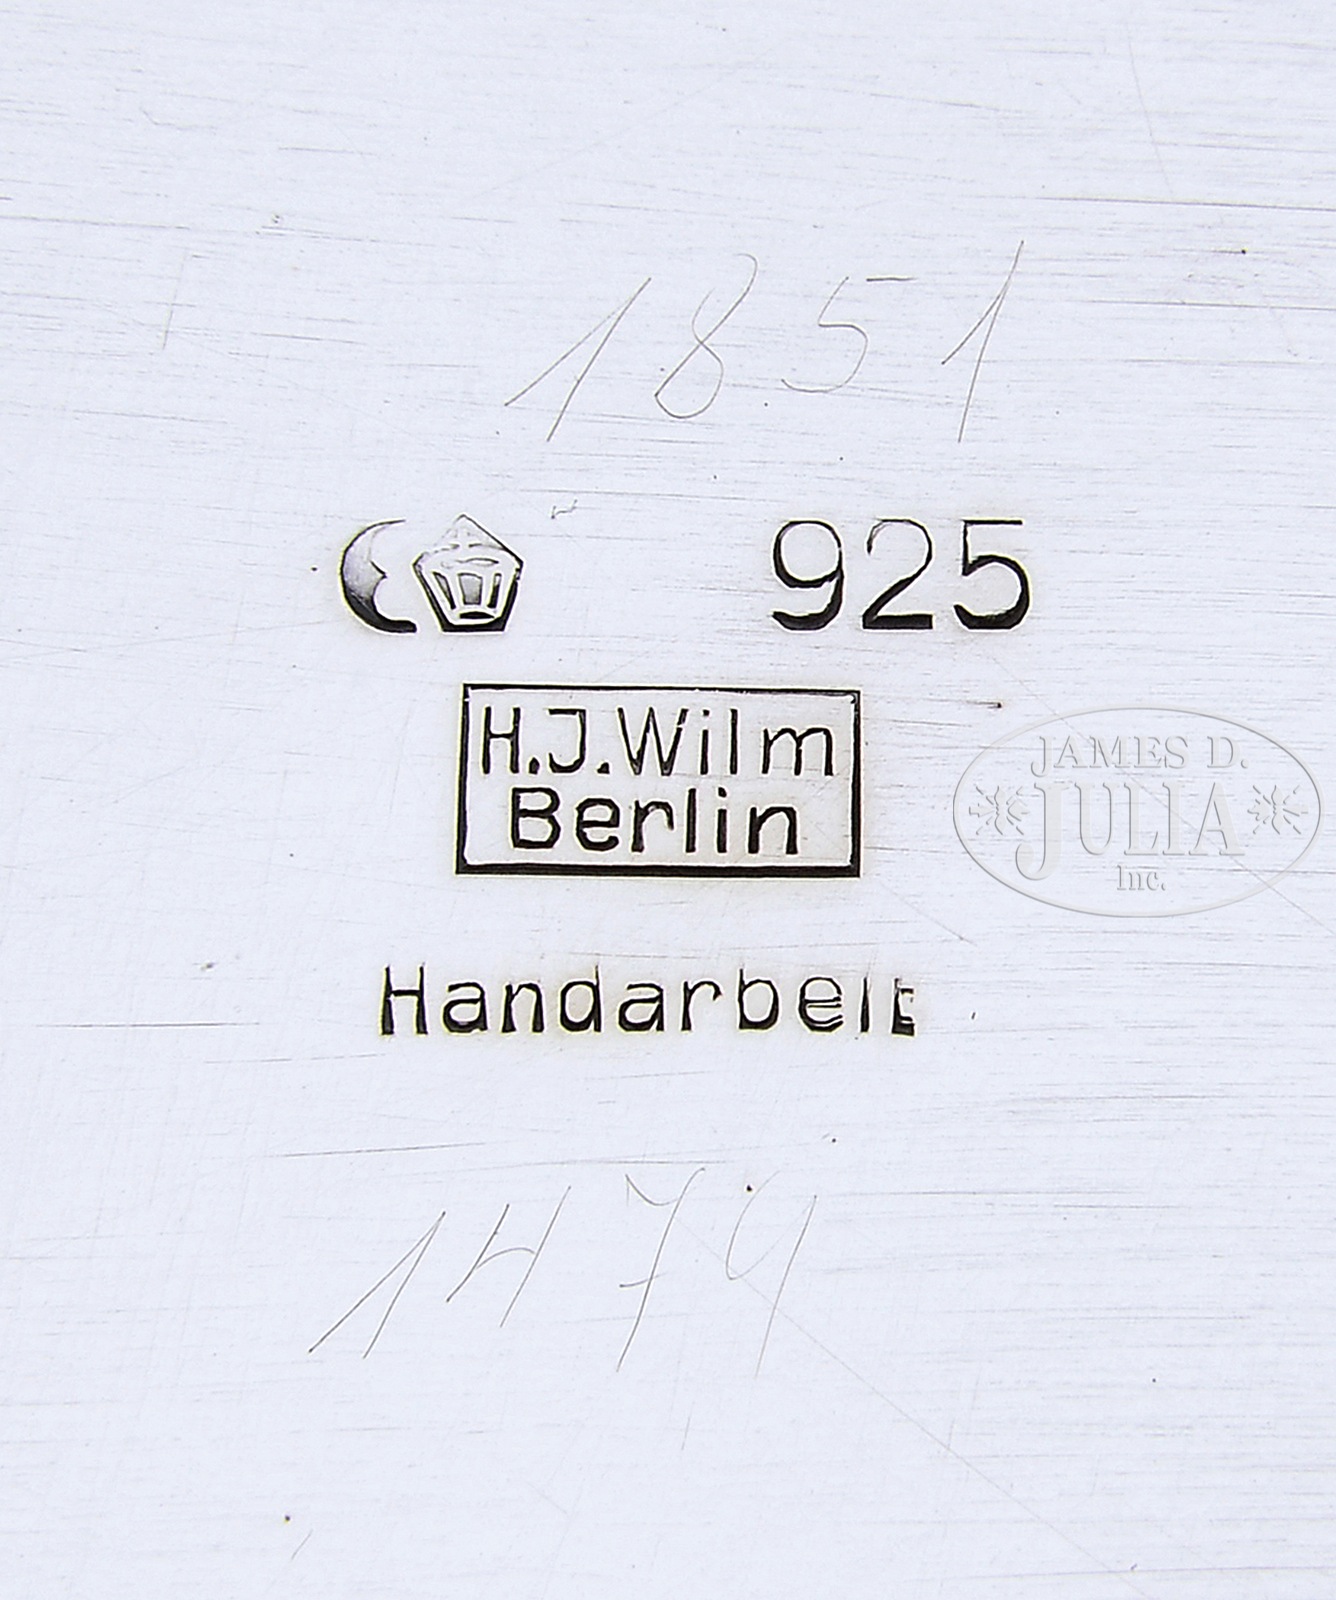 1851
925
H.J.Wilm
Berlin
JAMES D.
JULIA
Inc.
Handarbeit
1479